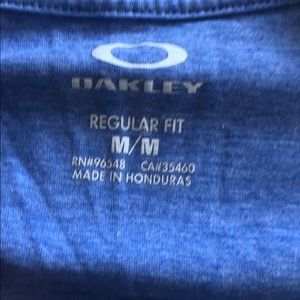 OAKLEY
REGULAR FIT
M/M
RN#96548 CA#35460
MADE IN HONDURAS